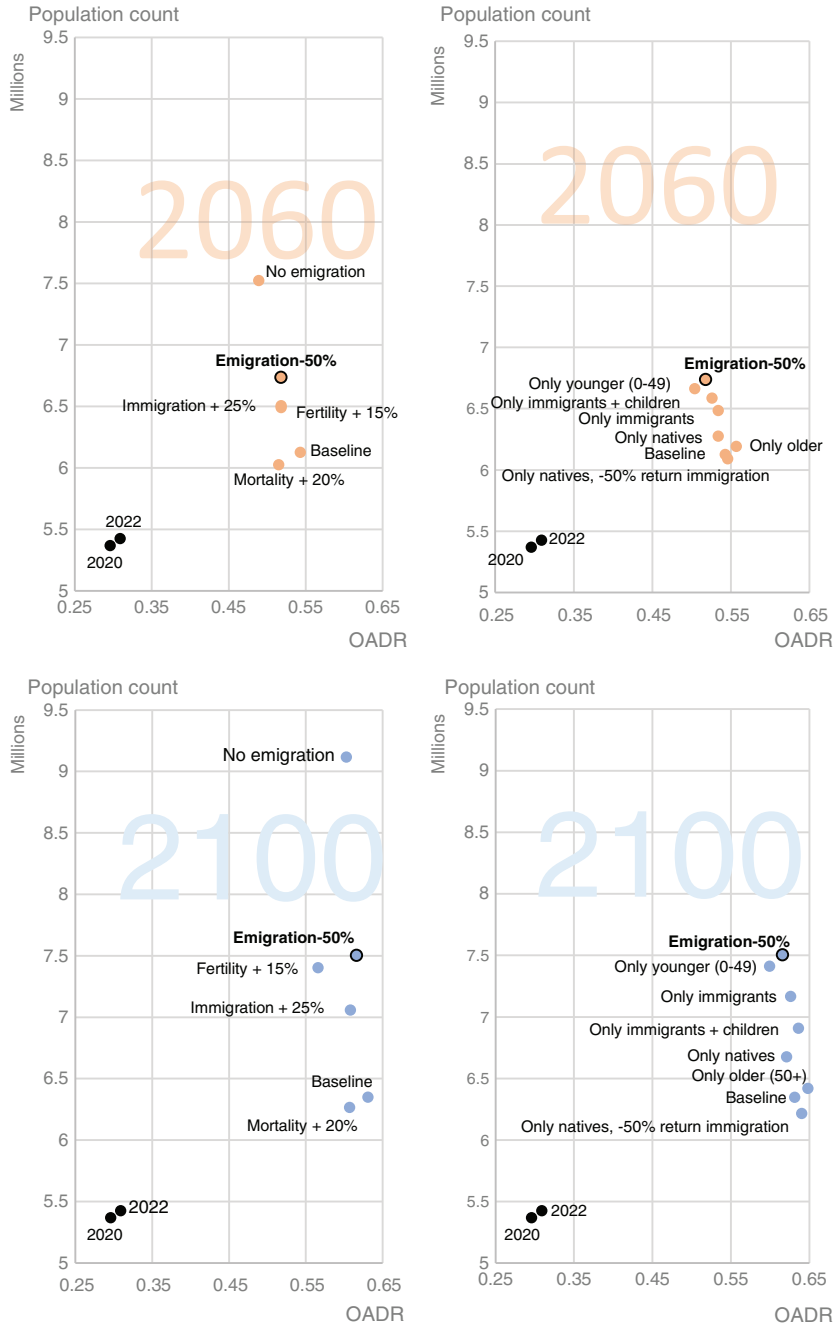 Population count
Millions
9.5
9
8.5
8
7.5
7
6.5
6
5.5
5
2060
No emigration
Emigration-50%
Immigration + 25%
Fertility + 15%
Baseline
Mortality + 20%
2022
2020
0.25 0.35 0.45 0.55 0.65
OADR
Population count
Millions
9.5
9
8.5
8
7.5
7
6.5
6
5.5
5
2060
Emigration-50%
Only younger (0-49)
Only immigrants + children
Only immigrants
Only natives
Only older
Baseline
Only natives, -50% return immigration
2022
2020
0.25 0.35 0.45 0.55 0.65
OADR
Population count
Millions
9.5
9
8.5
8
7.5
7
6.5
6
5.5
5
No emigration
2100
Emigration-50%
Fertility + 15%
Immigration + 25%
Baseline
Mortality + 20%
2022
2020
0.25 0.35 0.45 0.55 0.65
OADR
Population count
Millions
9.5
9
8.5
8
7.5
7
6.5
6
5.5
5
2100
Emigration-50%
Only younger (0-49)
Only immigrants
Only immigrants + children
Only natives
Only older (50+)
Baseline
Only natives, -50% return immigration
2022
2020
0.25 0.35 0.45 0.55 0.65
OADR